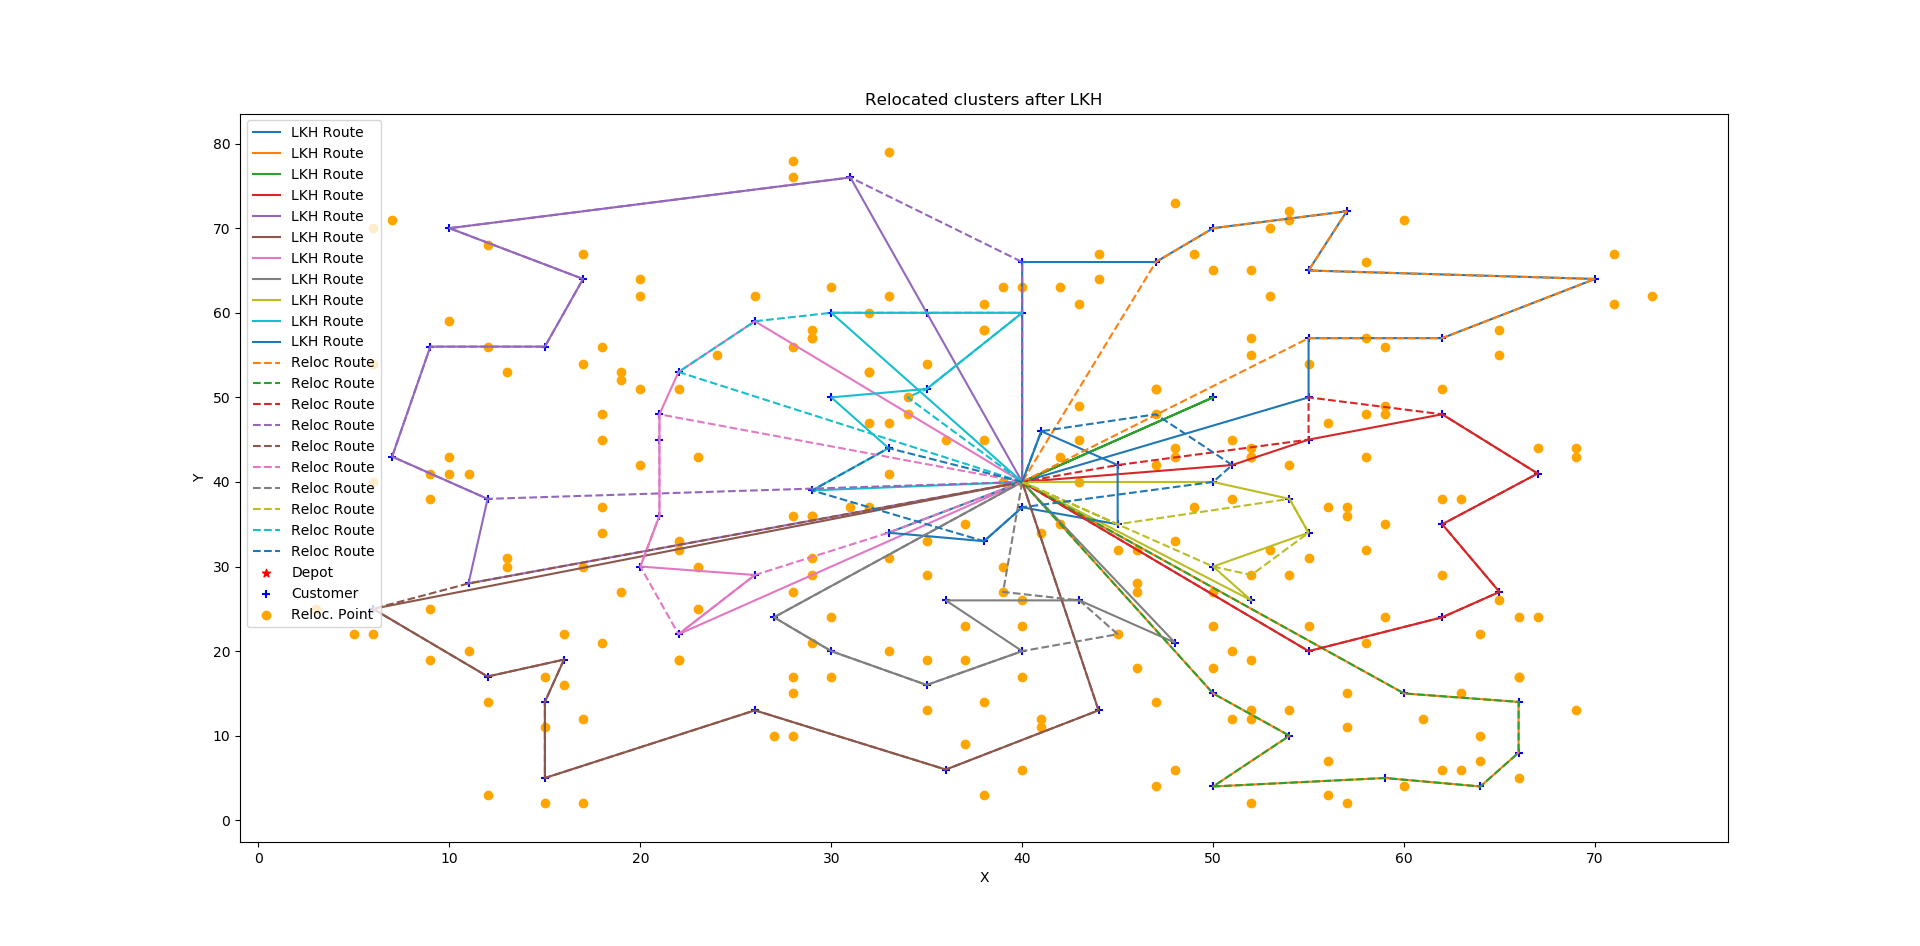 Relocated clusters after LKH
LKH Route
LKH Route
LKH Route
LKH Route
LKH Route
LKH Route
LKH Route
LKH Route
LKH Route
LKH Route
LKH Route
Reloc Route
Reloc Route
Reloc Route
Reloc Route
Reloc Route
Reloc Route
Reloc Route
Reloc Route
Reloc Route
Reloc Route
Depot
Customer
Reloc. Point
80
70
60
50
40
30
20
10
0
Y
0 10 20 30 40 50 60 70
X